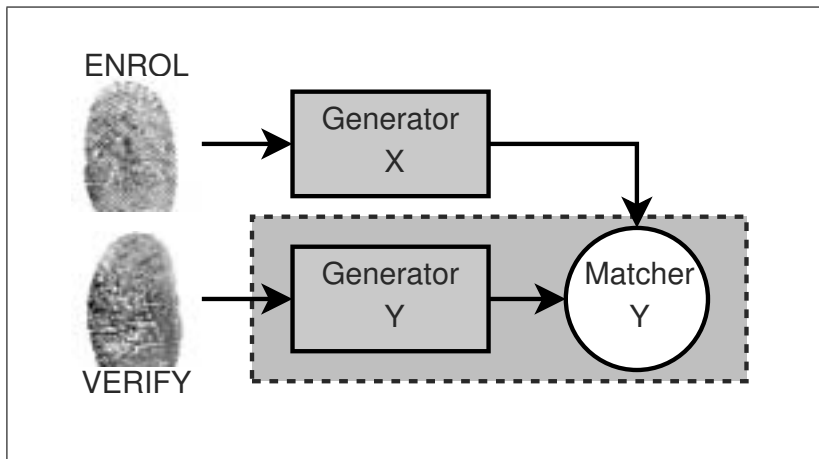 ENROL
Generator
X
Generator
Y
Matcher
Y
VERIFY